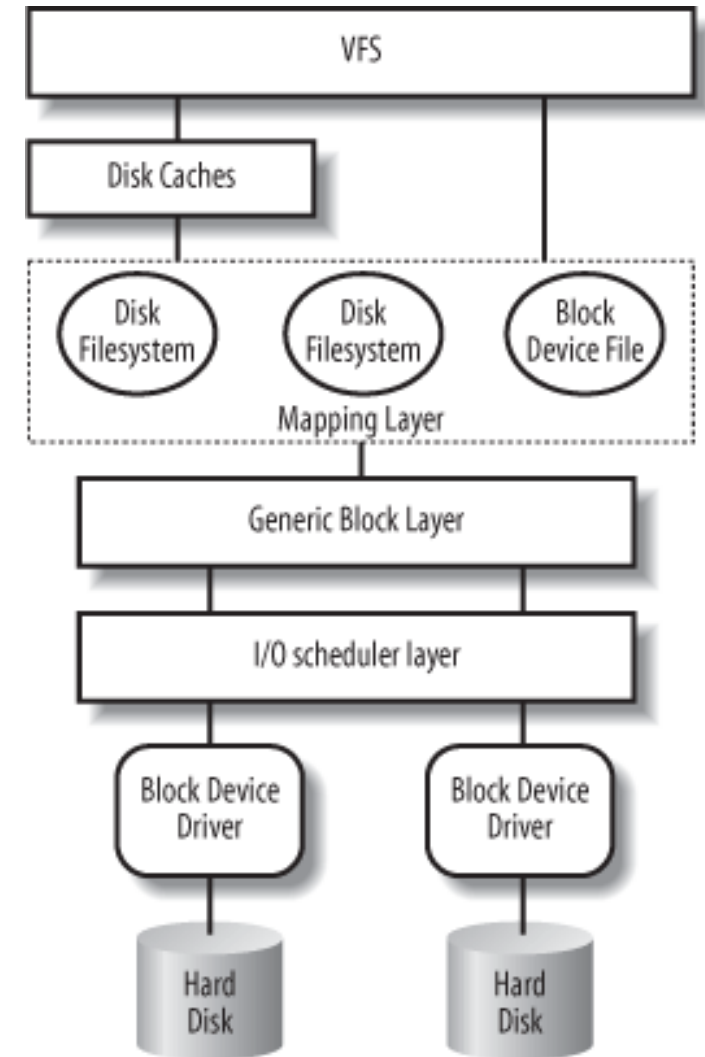 VFS
Disk Caches
Disk
Filesystem
Disk
Filesystem
Block
Device File
Mapping Layer
Generic Block Layer
I/O scheduler layer
Block Device
Driver
Block Device
Driver
Hard
Disk
Hard
Disk